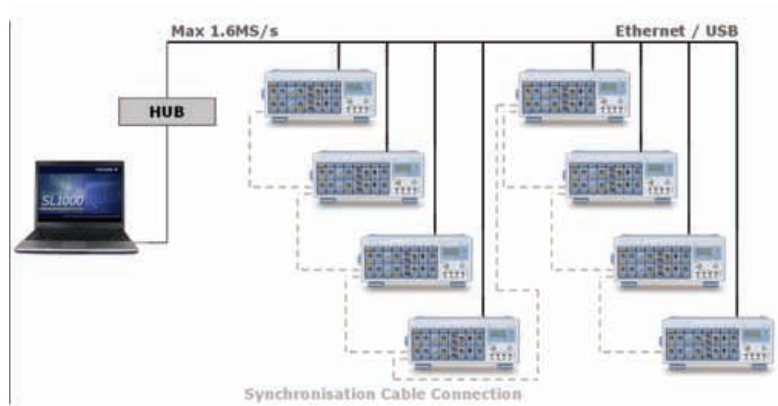 Max 1.6MS/s
Ethernet / USB
HUB
SL1000
Synchronisation Cable Connection